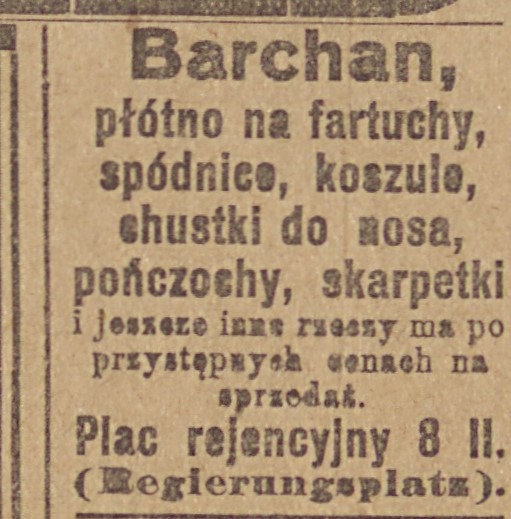 Barchan,
płótno na fartuchy,
spódnice, koszule,
chustki do nosa,
pończochy, skarpetki
i jeszcze inne rzeczy ma po
przystępnych cenach na
sprzedaż.
Plac rejencyjny 8 II.
(Regierungsplatz).